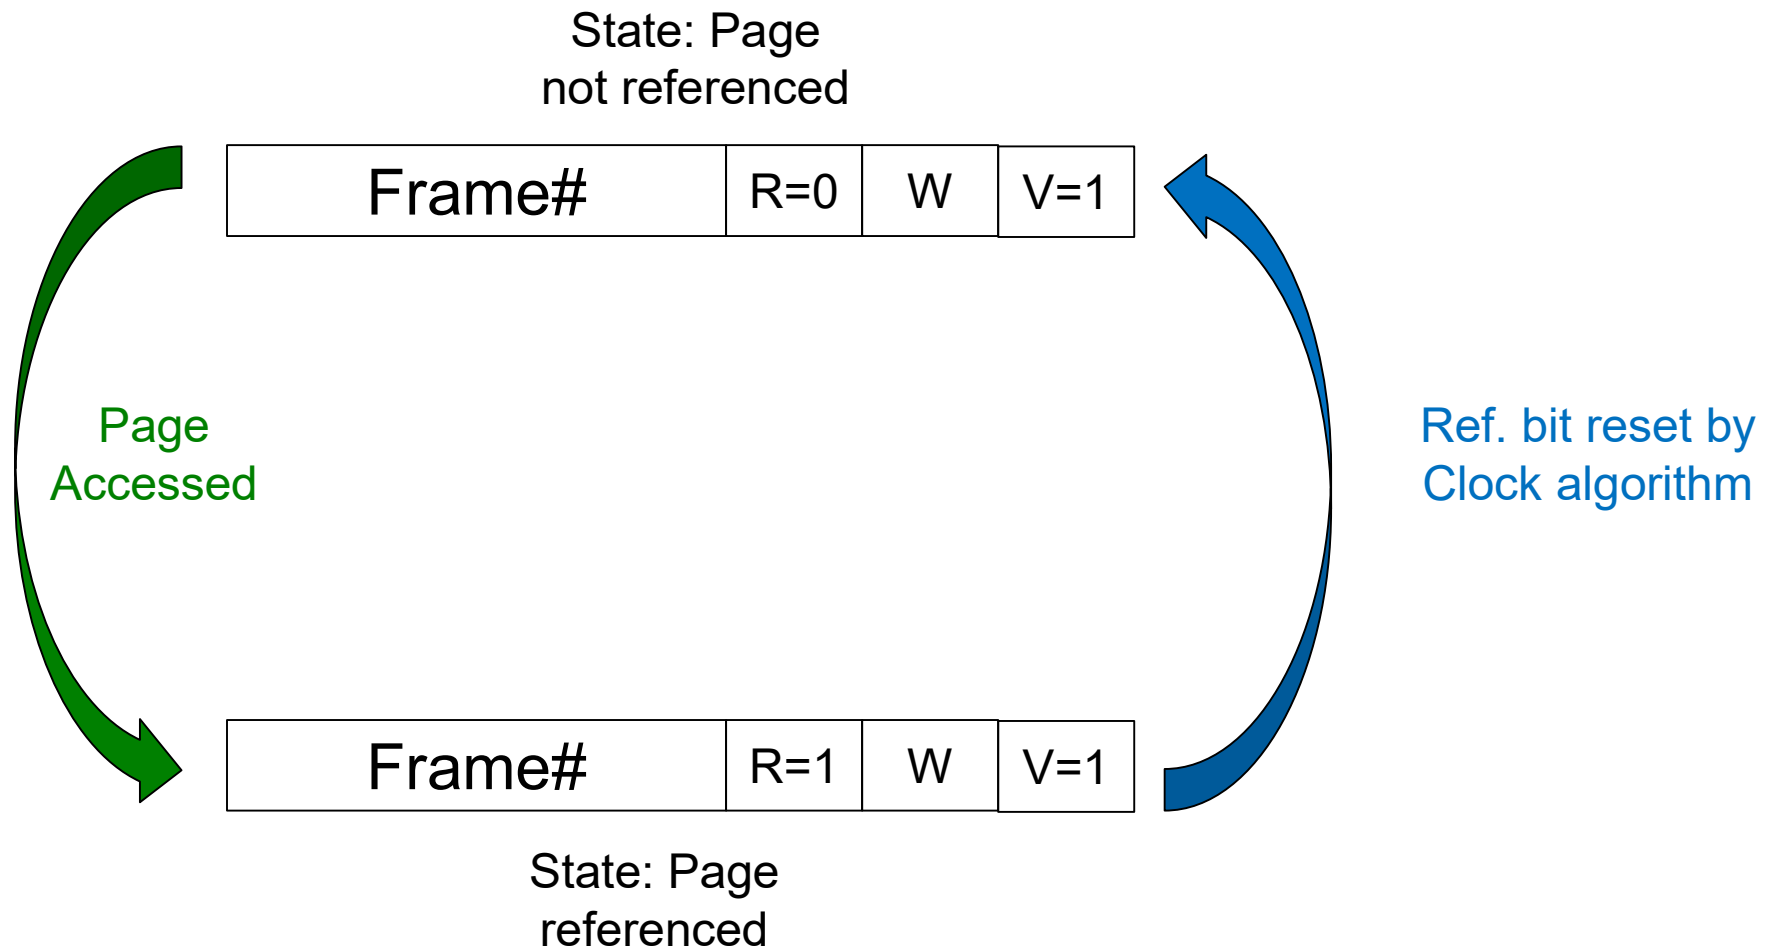 State: Page
not referenced
Frame# R=0 W V=1
Page
Accessed
Ref. bit reset by
Clock algorithm
Frame# R=1 W V=1
State: Page
referenced